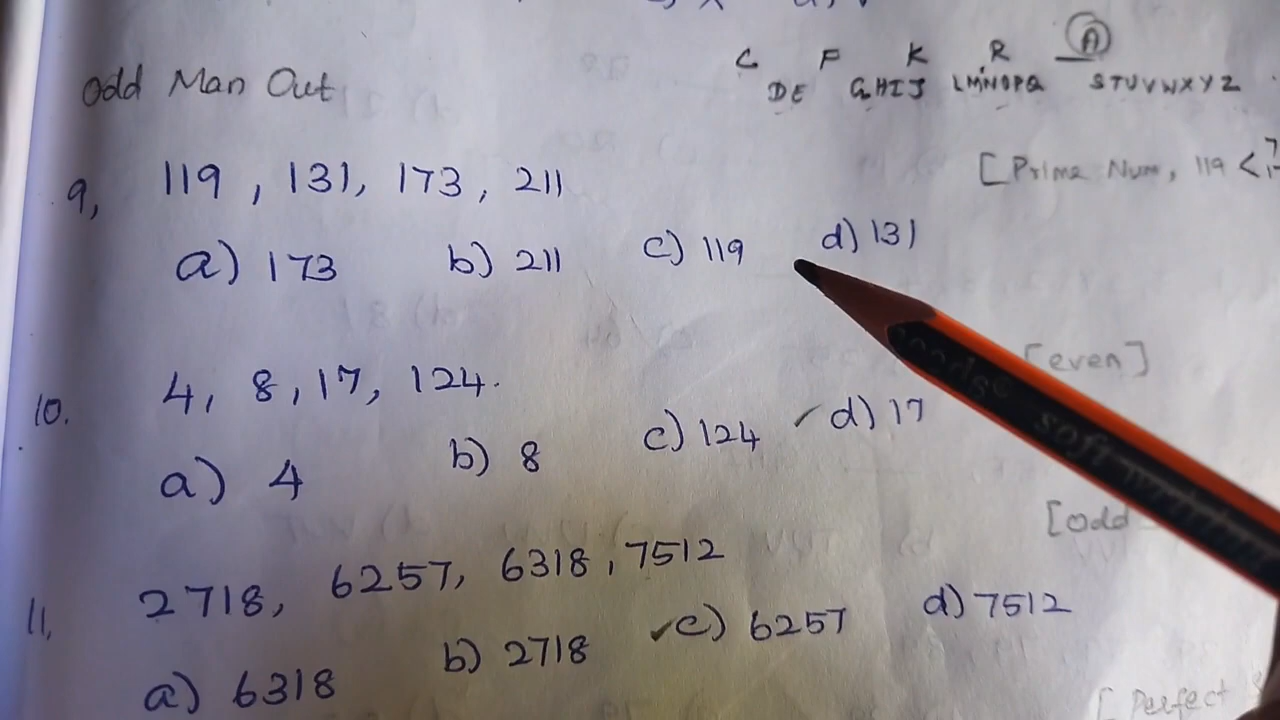 C F K R A
Odd Man Out
DE GHIJ LMNOPQ STUVWXYZ
[Prime Num, 119 <
9, 119, 131, 173, 211
a) 173 b) 211 c) 119 d) 131
[even]
10. 4, 8, 17, 124.
a) 4 b) 8 c) 124 ✓d) 17
[odd
11, 2718, 6257, 6318, 7512
a) 6318 b) 2718 ✓c) 6257 d) 7512
[Perfect